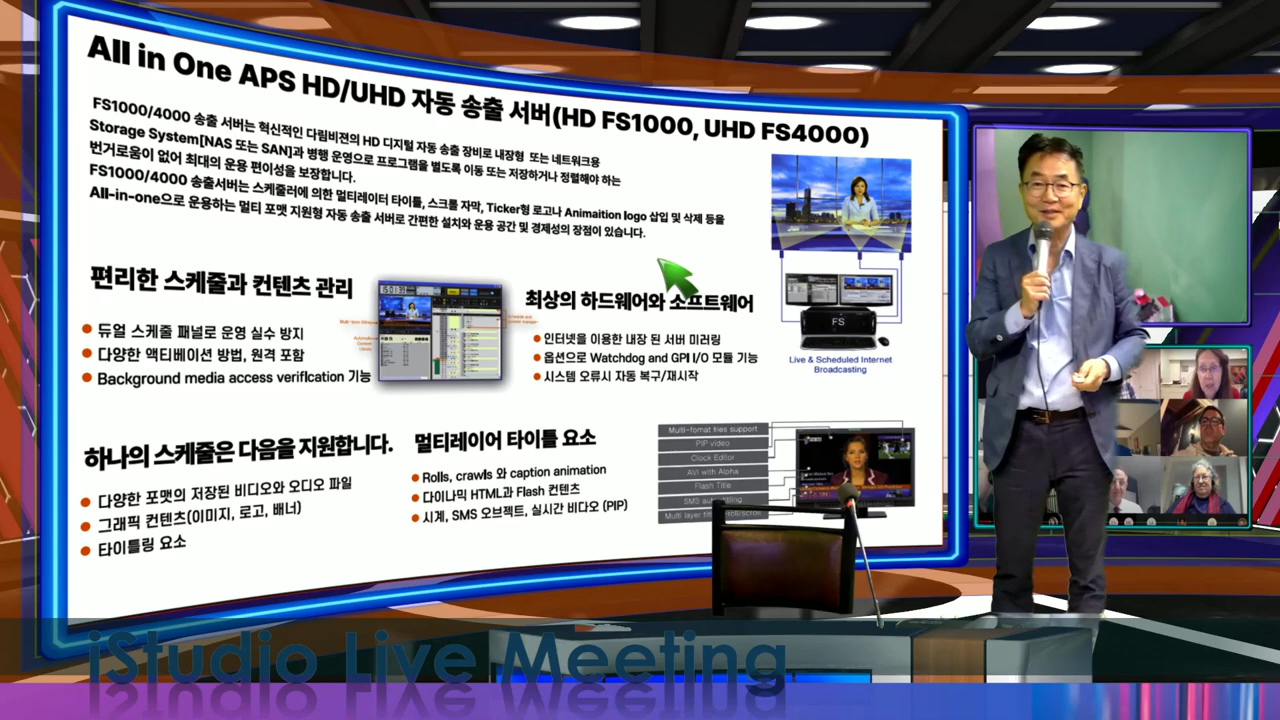 All in One APS HD/UHD 자동 송출 서버(HD FS1000, UHD FS4000)
FS1000/4000 송출 서버는 혁신적인 다림비젼의 HD 디지털 자동 송출 장비로 내장형 또는 네트워크용
Storage System[NAS 또는 SAN]과 병행 운영으로 프로그램을 별도록 이동 또는 저장하거나 정렬해야 하는
번거로움이 없어 최대의 운용 편이성을 보장합니다.
FS1000/4000 송출서버는 스케줄러에 의한 멀티레이터 타이틀, 스크롤 자막, Ticker형 로고나 Animaition logo 삽입 및 삭제 등을
All-in-one으로 운용하는 멀티 포맷 지원형 자동 송출 서버로 간편한 설치와 운용 공간 및 경제성의 장점이 있습니다.
편리한 스케줄과 컨텐츠 관리
듀얼 스케줄 패널로 운영 실수 방지
다양한 액티베이션 방법, 원격 포함
Background media access verification 기능
최상의 하드웨어와 소프트웨어
인터넷을 이용한 내장 된 서버 미러링
옵션으로 Watchdog and GPI I/O 모듈 기능
시스템 오류시 자동 복구/재시작
FS
Live & Scheduled Internet
Broadcasting
하나의 스케줄은 다음을 지원합니다.
다양한 포맷의 저장된 비디오와 오디오 파일
그래픽 컨텐츠(이미지, 로고, 배너)
타이틀링 요소
멀티레이어 타이틀 요소
Rolls, crawls 와 caption animation
다이나믹 HTML과 Flash 컨텐츠
시계, SMS 오브젝트, 실시간 비디오 (PIP)
Multi-fomat fries support
PIP video
Clock Editor
AVI with Alpha
Flash Title
SMS
Multi layer
iStudio Live Meeting